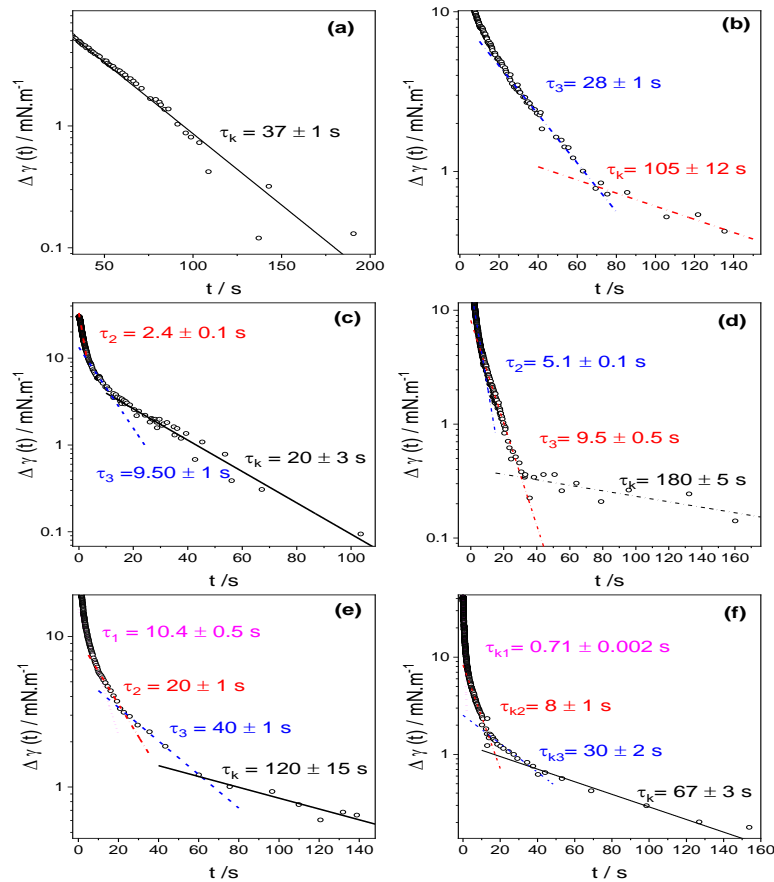 (a)
Δ γ (t) / mN.m⁻¹
1
0.1
τk = 37 ± 1 s
50 100 150 200
t / s
(b)
Δ γ (t) / mN.m⁻¹
10
1
τ3 = 28 ± 1 s
τk = 105 ± 12 s
0 20 40 60 80 100 120 140
t / s
(c)
Δ γ (t) / mN.m⁻¹
10
1
0.1
τ2 = 2.4 ± 0.1 s
τ3 =9.50 ± 1 s
τk = 20 ± 3 s
0 20 40 60 80 100
t /s
(d)
Δ γ (t) / mN.m⁻¹
10
1
0.1
τ2 = 5.1 ± 0.1 s
τ3 = 9.5 ± 0.5 s
τk = 180 ± 5 s
0 20 40 60 80 100 120 140 160
t /s
(e)
Δ γ (t) / mN.m⁻¹
10
1
τ1 = 10.4 ± 0.5 s
τ2 = 20 ± 1 s
τ3 = 40 ± 1 s
τk = 120 ± 15 s
0 20 40 60 80 100 120 140
t /s
(f)
Δ γ (t) / mN.m⁻¹
10
1
τk1 = 0.71 ± 0.002 s
τk2= 8 ± 1 s
τk3= 30 ± 2 s
τk= 67 ± 3 s
0 20 40 60 80 100 120 140 160
t /s